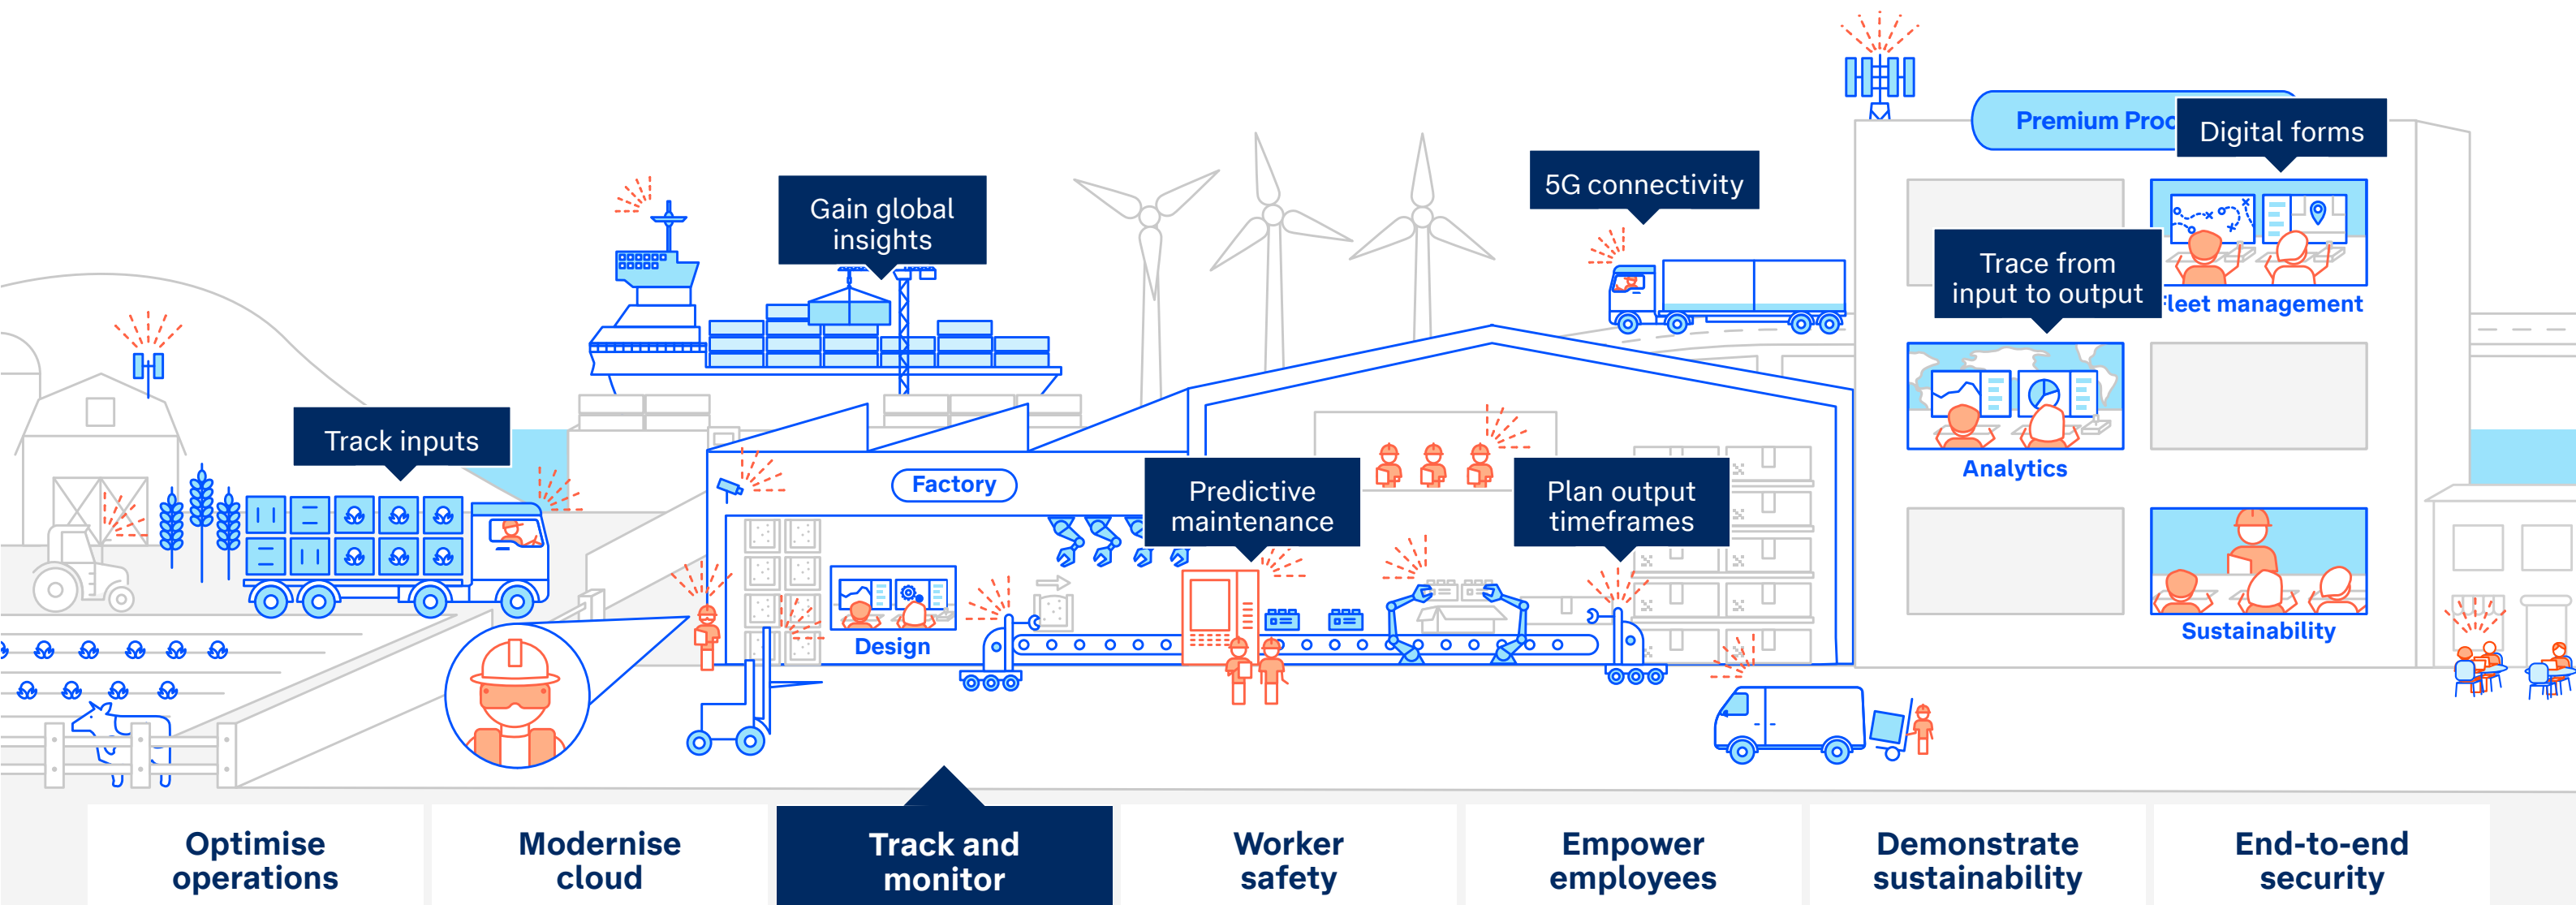 Premium
Digital forms
5G connectivity
Gain global
insights
Trace from
input to output
leet management
Track inputs
Analytics
Factory
Predictive
maintenance
Plan output
timeframes
Design
Sustainability
Optimise
operations
Modernise
cloud
Track and
monitor
Worker
safety
Empower
employees
Demonstrate
sustainability
End-to-end
security